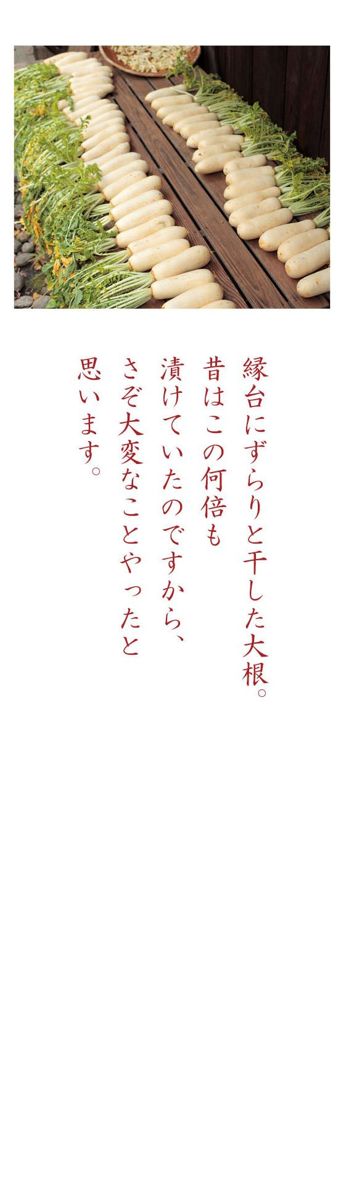 縁台にずらりと干した大根。
昔はこの何倍も
漬けていたのですから、
さぞ大変なことやったと
思います。